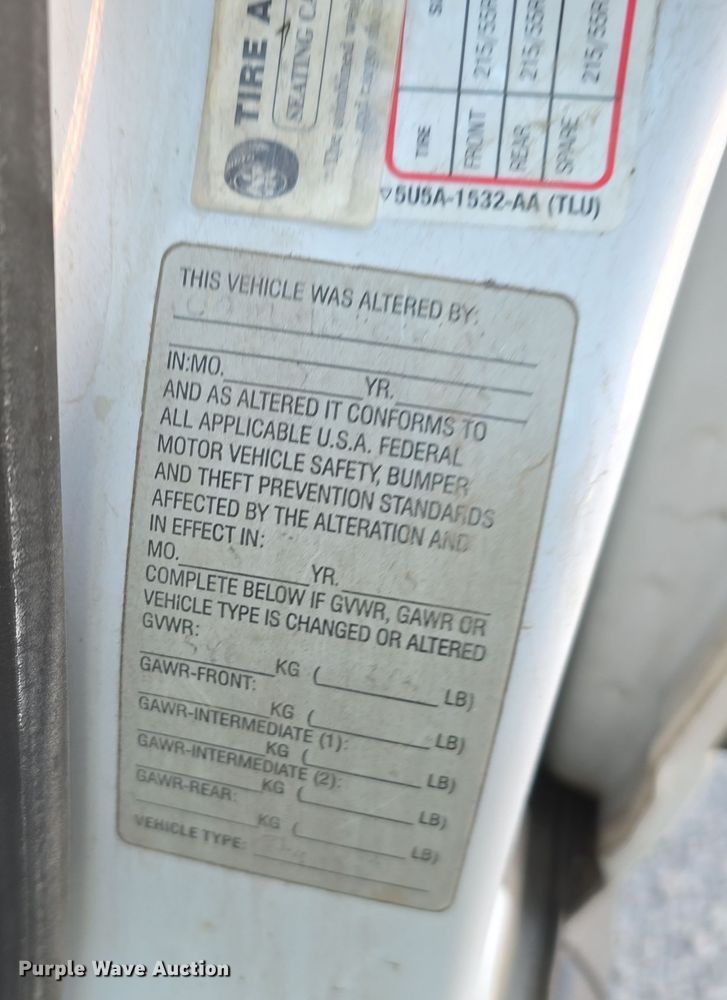 TIRE A
SEATING CA
The combined weig
TIRE
FRONT 215/55R
REAR 215/55R
SPARE 215/55R
5U5A-1532-AA (TLU)
THIS VEHICLE WAS ALTERED BY:
IN:MO. YR.
AND AS ALTERED IT CONFORMS TO
ALL APPLICABLE U.S.A. FEDERAL
MOTOR VEHICLE SAFETY, BUMPER
AND THEFT PREVENTION STANDARDS
AFFECTED BY THE ALTERATION AND
IN EFFECT IN:
MO. YR.
COMPLETE BELOW IF GVWR, GAWR OR
VEHICLE TYPE IS CHANGED OR ALTERED
GVWR:
KG ( LB)
GAWR-FRONT:
KG ( LB)
GAWR-INTERMEDIATE (1):
KG ( LB)
GAWR-INTERMEDIATE (2):
KG ( LB)
GAWR-REAR:
KG ( LB)
VEHICLE TYPE:
Purple Wave Auction